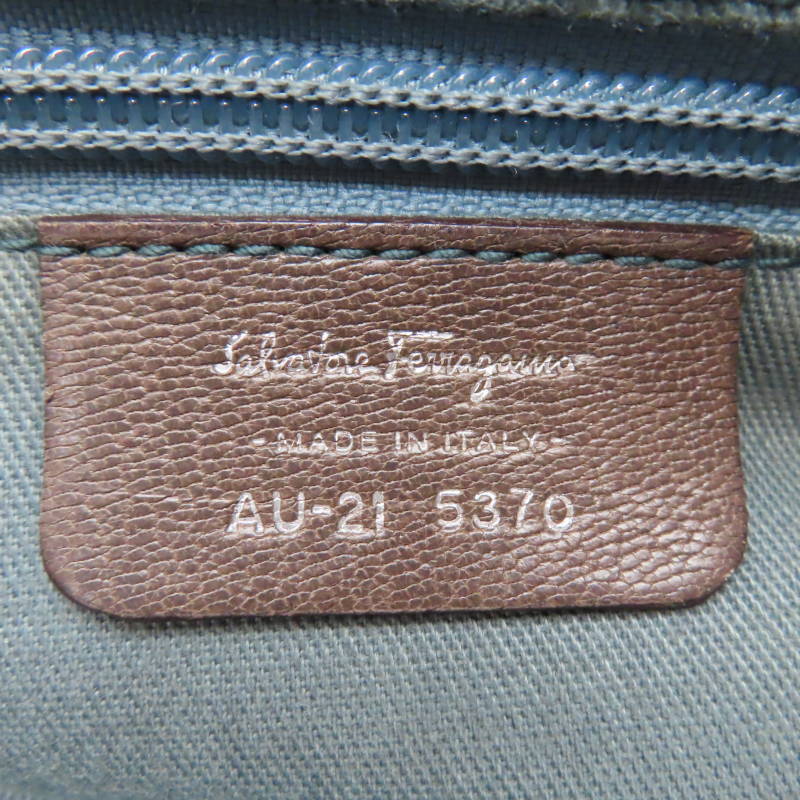 Salvatore Ferragamo
-MADE IN ITALY-
AU-21 5370